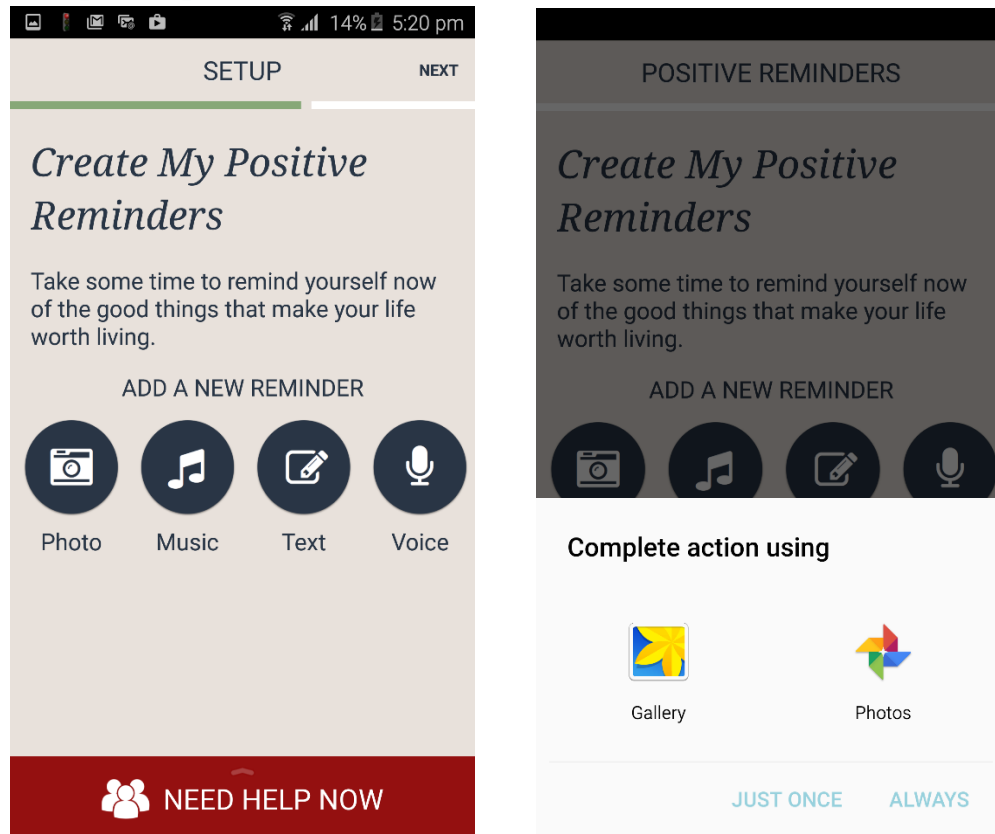 14% 5:20 pm
SETUP NEXT
Create My Positive
Reminders
Take some time to remind yourself now
of the good things that make your life
worth living.
ADD A NEW REMINDER
Photo Music Text Voice
NEED HELP NOW
POSITIVE REMINDERS
Create My Positive
Reminders
Take some time to remind yourself now
of the good things that make your life
worth living.
ADD A NEW REMINDER
Complete action using
Gallery Photos
JUST ONCE ALWAYS